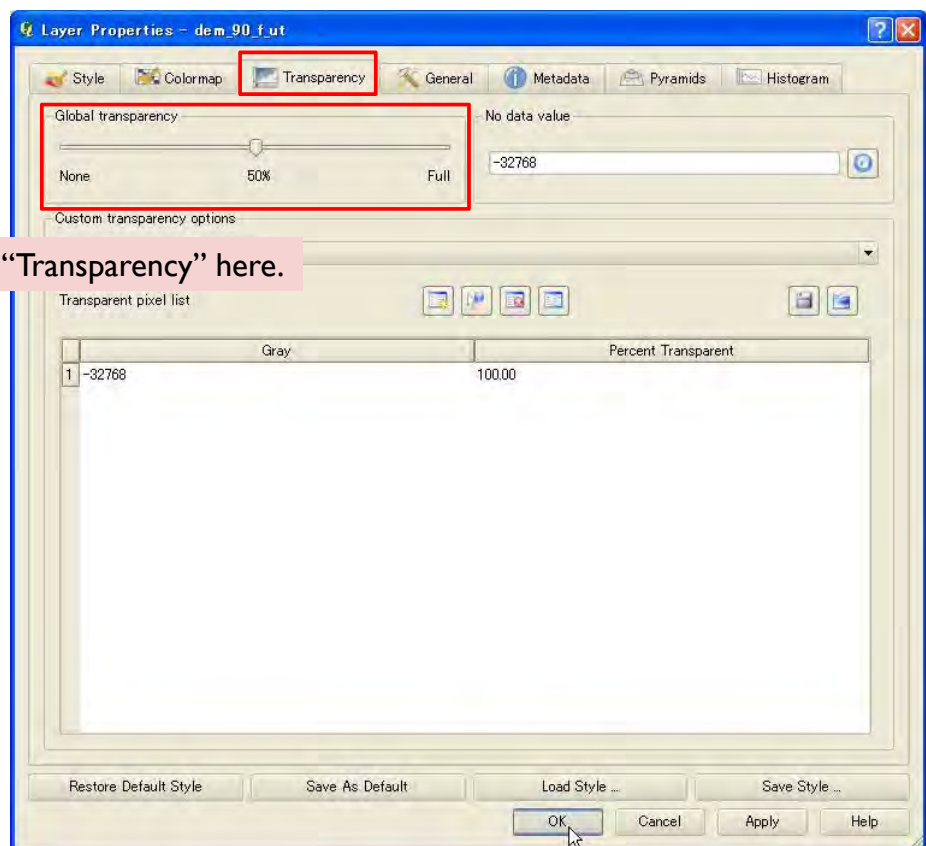 Layer Properties - dem_90_f_ut
Style Colormap Transparency General Metadata Pyramids Histogram
Global transparency
None 50% Full
No data value
-32768
Custom transparency options
“Transparency” here.
Transparent pixel list
Gray Percent Transparent
1 -32768 100.00
Restore Default Style Save As Default Load Style ... Save Style ...
OK Cancel Apply Help